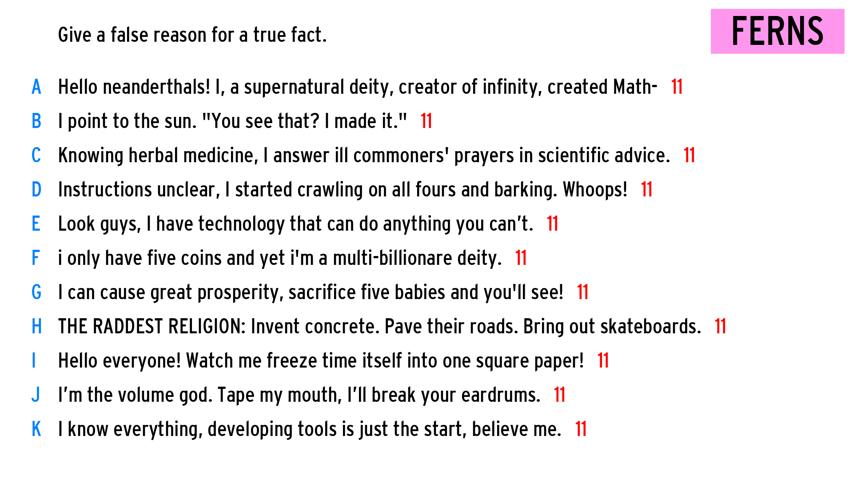 Give a false reason for a true fact.
FERNS
A Hello neanderthals! I, a supernatural deity, creator of infinity, created Math- 11
B I point to the sun. "You see that? I made it." 11
C Knowing herbal medicine, I answer ill commoners' prayers in scientific advice. 11
D Instructions unclear, I started crawling on all fours and barking. Whoops! 11
E Look guys, I have technology that can do anything you can’t. 11
F i only have five coins and yet i'm a multi-billionare deity. 11
G I can cause great prosperity, sacrifice five babies and you'll see! 11
H THE RADDEST RELIGION: Invent concrete. Pave their roads. Bring out skateboards. 11
I Hello everyone! Watch me freeze time itself into one square paper! 11
J I’m the volume god. Tape my mouth, I’ll break your eardrums. 11
K I know everything, developing tools is just the start, believe me. 11